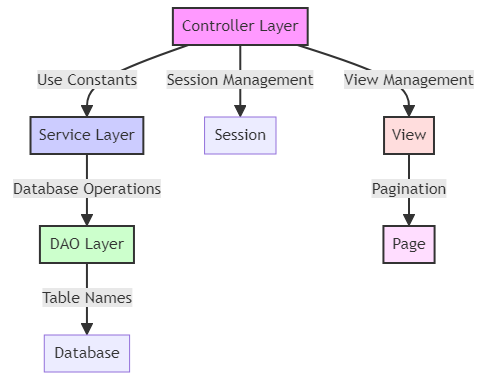 Controller Layer
Use Constants
Session Management
View Management
Service Layer
Session
View
Database Operations
Pagination
DAO Layer
Page
Table Names
Database